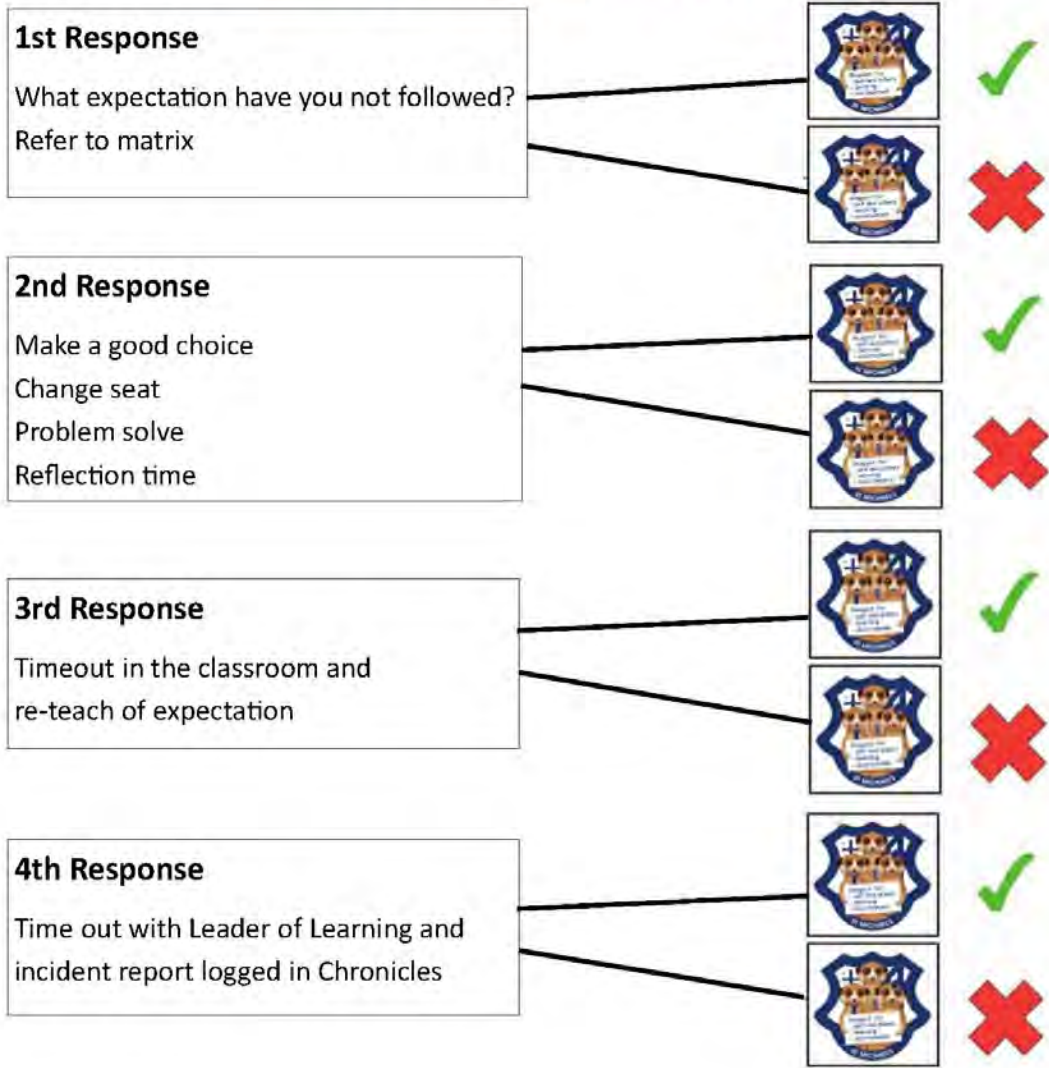 1st Response
What expectation have you not followed?
Refer to matrix
2nd Response
Make a good choice
Change seat
Problem solve
Reflection time
3rd Response
Timeout in the classroom and
re-teach of expectation
4th Response
Time out with Leader of Learning and
incident report logged in Chronicles